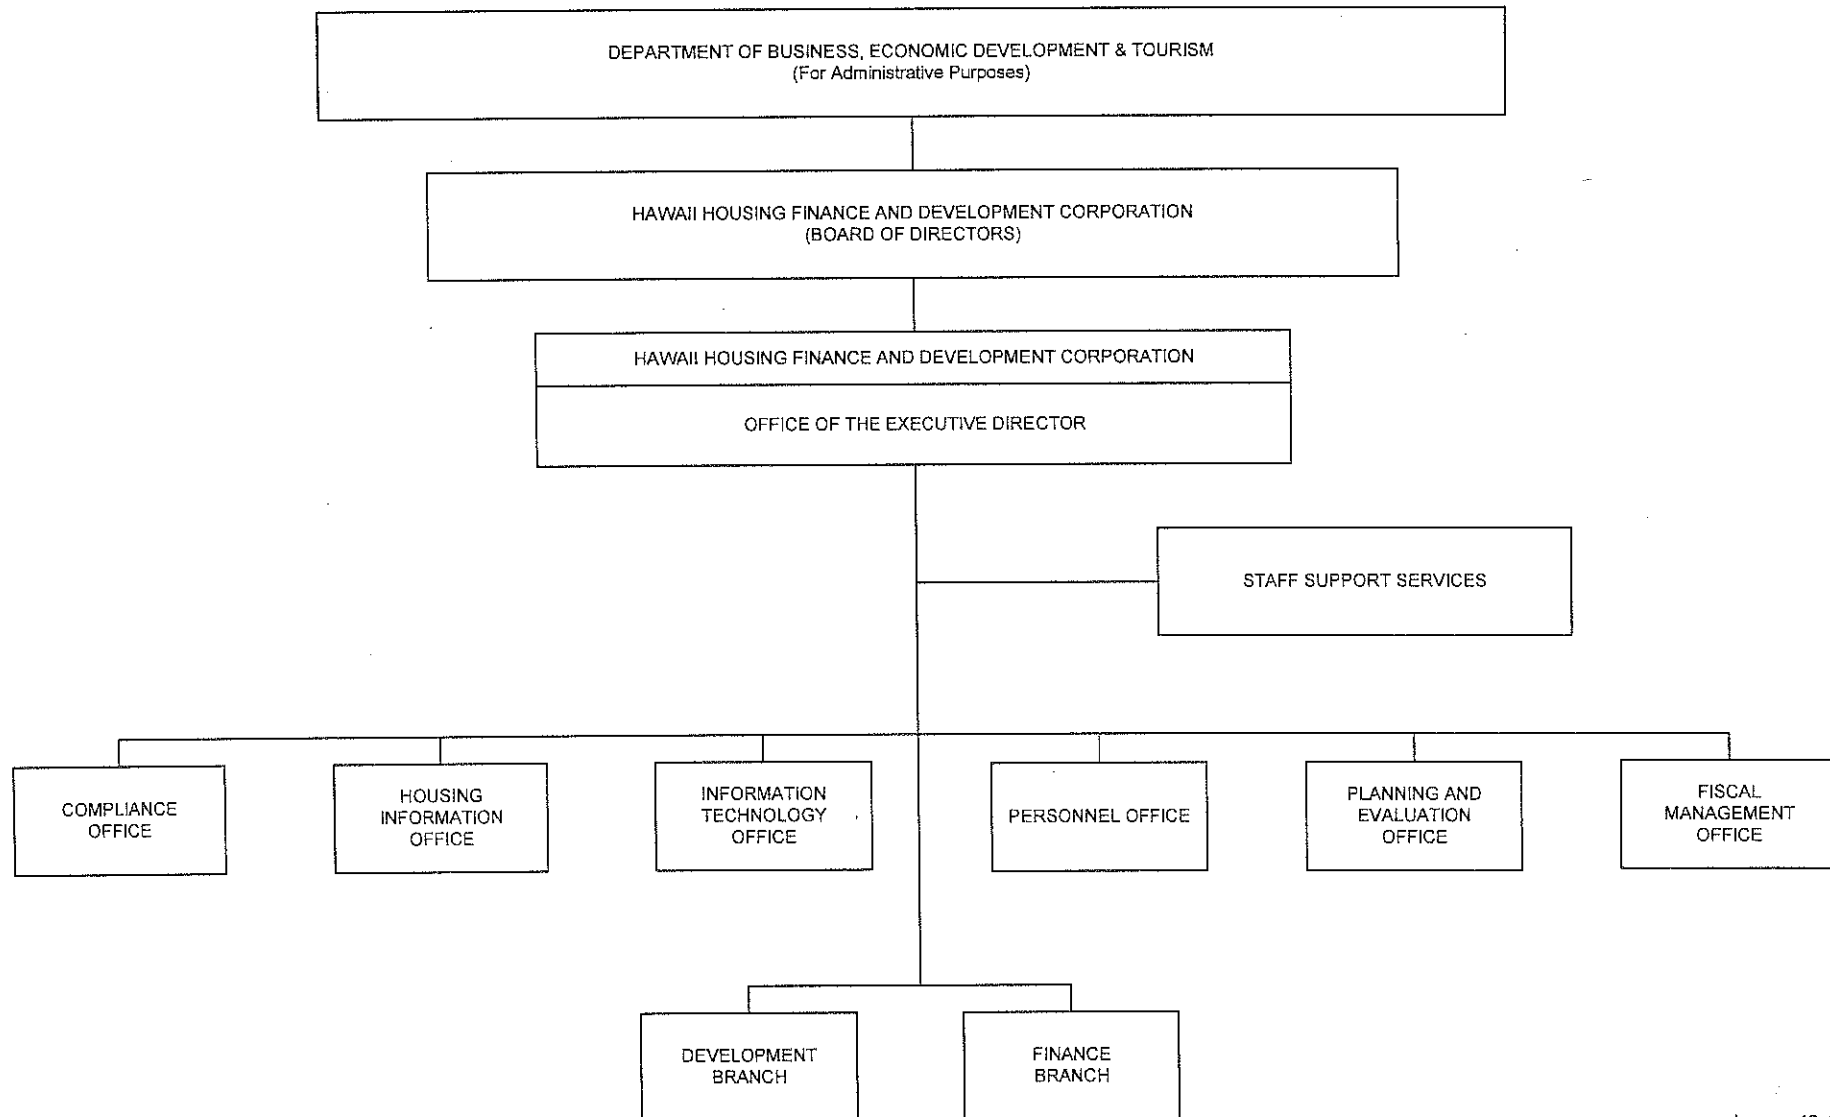 DEPARTMENT OF BUSINESS, ECONOMIC DEVELOPMENT & TOURISM
(For Administrative Purposes)
HAWAII HOUSING FINANCE AND DEVELOPMENT CORPORATION
(BOARD OF DIRECTORS)
HAWAII HOUSING FINANCE AND DEVELOPMENT CORPORATION
OFFICE OF THE EXECUTIVE DIRECTOR
STAFF SUPPORT SERVICES
COMPLIANCE
OFFICE
HOUSING
INFORMATION
OFFICE
INFORMATION
TECHNOLOGY
OFFICE
PERSONNEL OFFICE
PLANNING AND
EVALUATION
OFFICE
FISCAL
MANAGEMENT
OFFICE
DEVELOPMENT
BRANCH
FINANCE
BRANCH